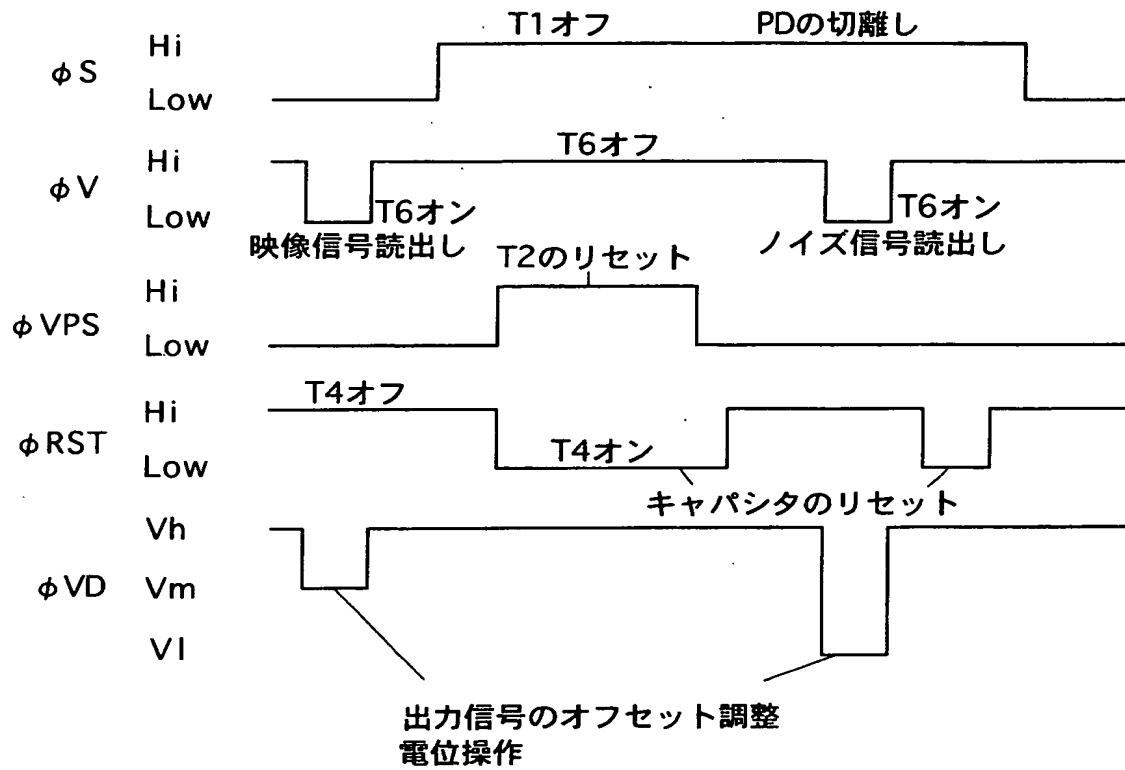 T1オフ PDの切離し
Hi
φS
Low
T6オフ
Hi
φV
Low
T6オン
T6オン
映像信号読出し
ノイズ信号読出し
T2のリセット
Hi
φVPS
Low
T4オフ
Hi
φRST
T4オン
Low
キャパシタのリセット
Vh
φVD
Vm
Vl
出力信号のオフセット調整
電位操作